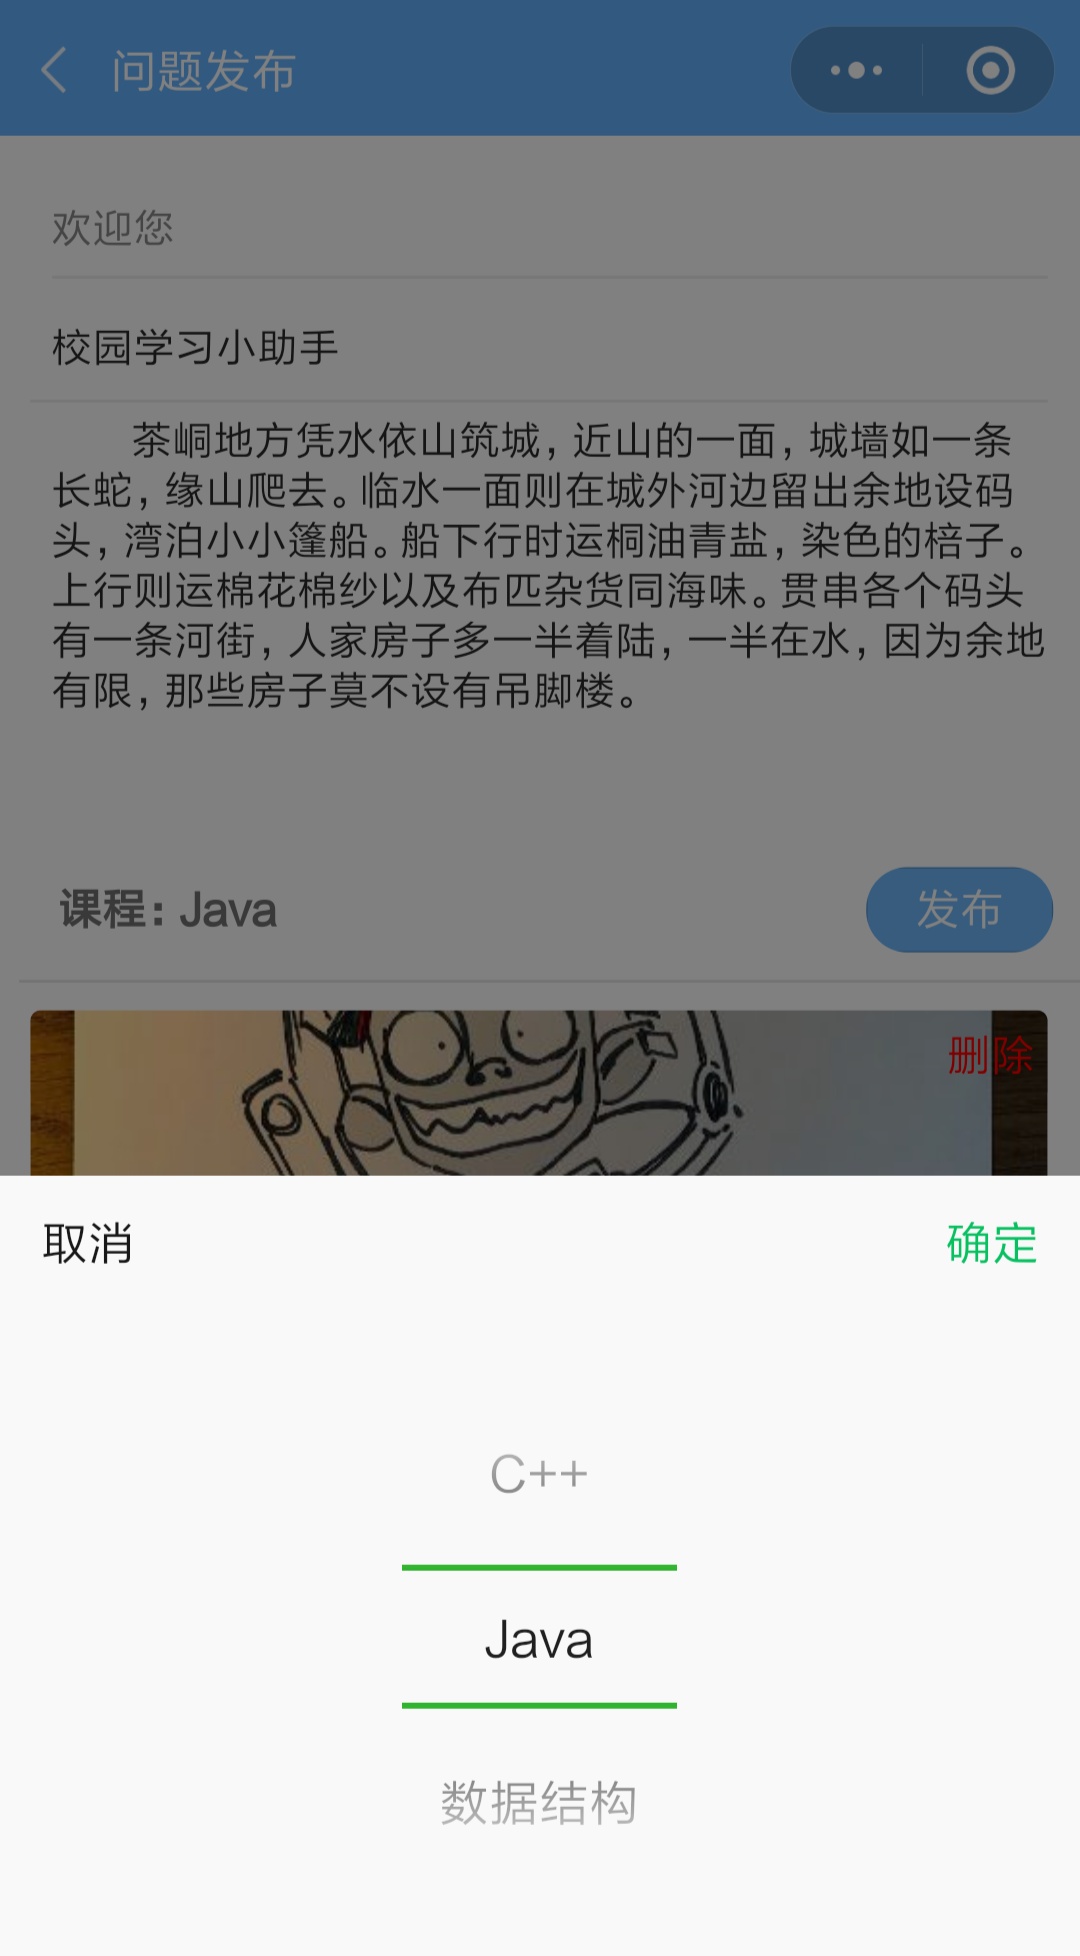 问题发布
欢迎您
校园学习小助手
茶峒地方凭水依山筑城，近山的一面，城墙如一条
长蛇，缘山爬去。临水一面则在城外河边留出余地设码
头，湾泊小小篷船。船下行时运桐油青盐，染色的棓子。
上行则运棉花棉纱以及布匹杂货同海味。贯串各个码头
有一条河街，人家房子多一半着陆，一半在水，因为余地
有限，那些房子莫不设有吊脚楼。
课程：Java
发布
删除
取消
确定
C++
Java
数据结构